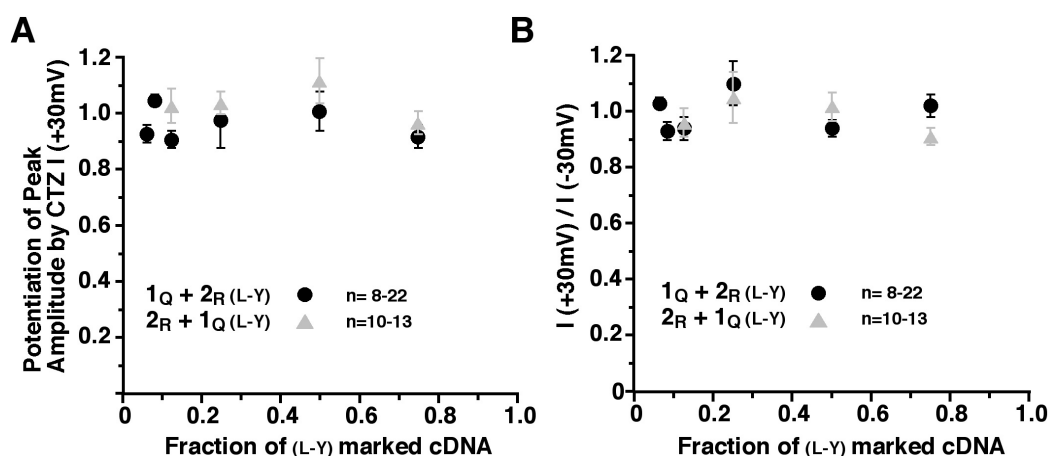 A
Potentiation of Peak
Amplitude by CTZ I (+30mV)
1.2
1.0
0.8
0.6
0.4
0.2
1Q + 2R (L-Y) n= 8-22
2R + 1Q (L-Y) n=10-13
0 0.2 0.4 0.6 0.8 1.0
Fraction of (L-Y) marked cDNA
B
I (+30mV) / I (-30mV)
1.2
1.0
0.8
0.6
0.4
0.2
0
1Q + 2R (L-Y) n= 8-22
2R + 1Q (L-Y) n=10-13
0 0.2 0.4 0.6 0.8 1.0
Fraction of (L-Y) marked cDNA